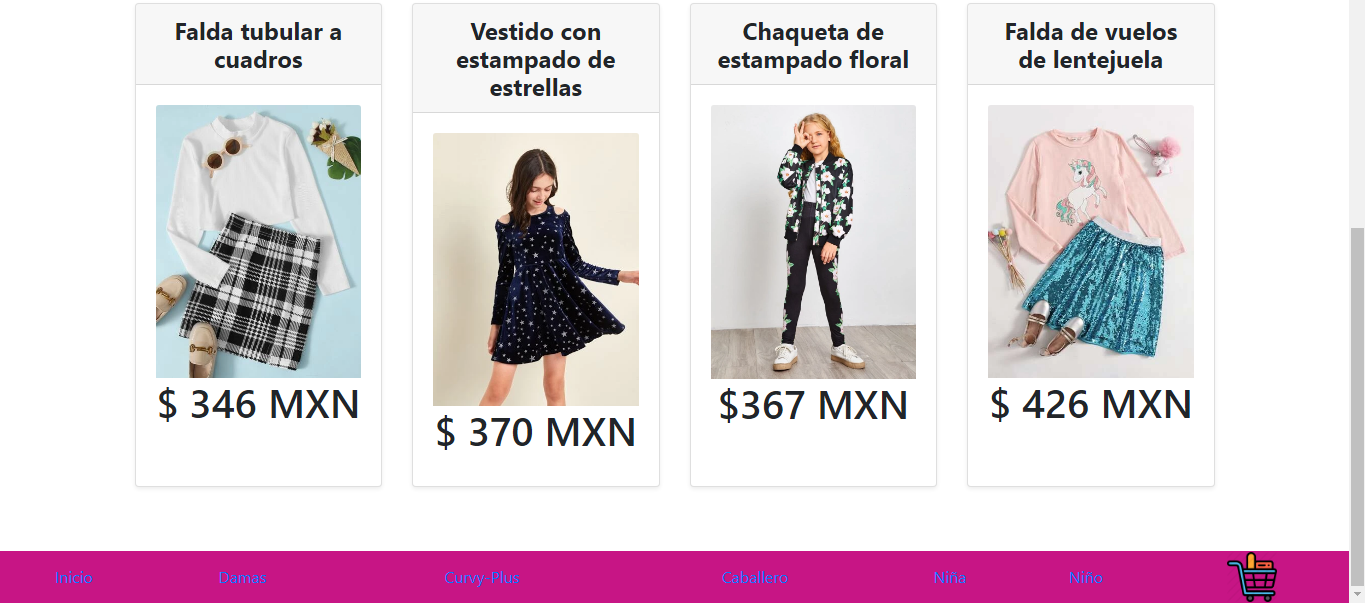 Falda tubular a
cuadros
$ 346 MXN
Vestido con
estampado de
estrellas
$ 370 MXN
Chaqueta de
estampado floral
$367 MXN
Falda de vuelos
de lentejuela
$ 426 MXN
Inicio Damas Curvy-Plus Caballero Niña Niño